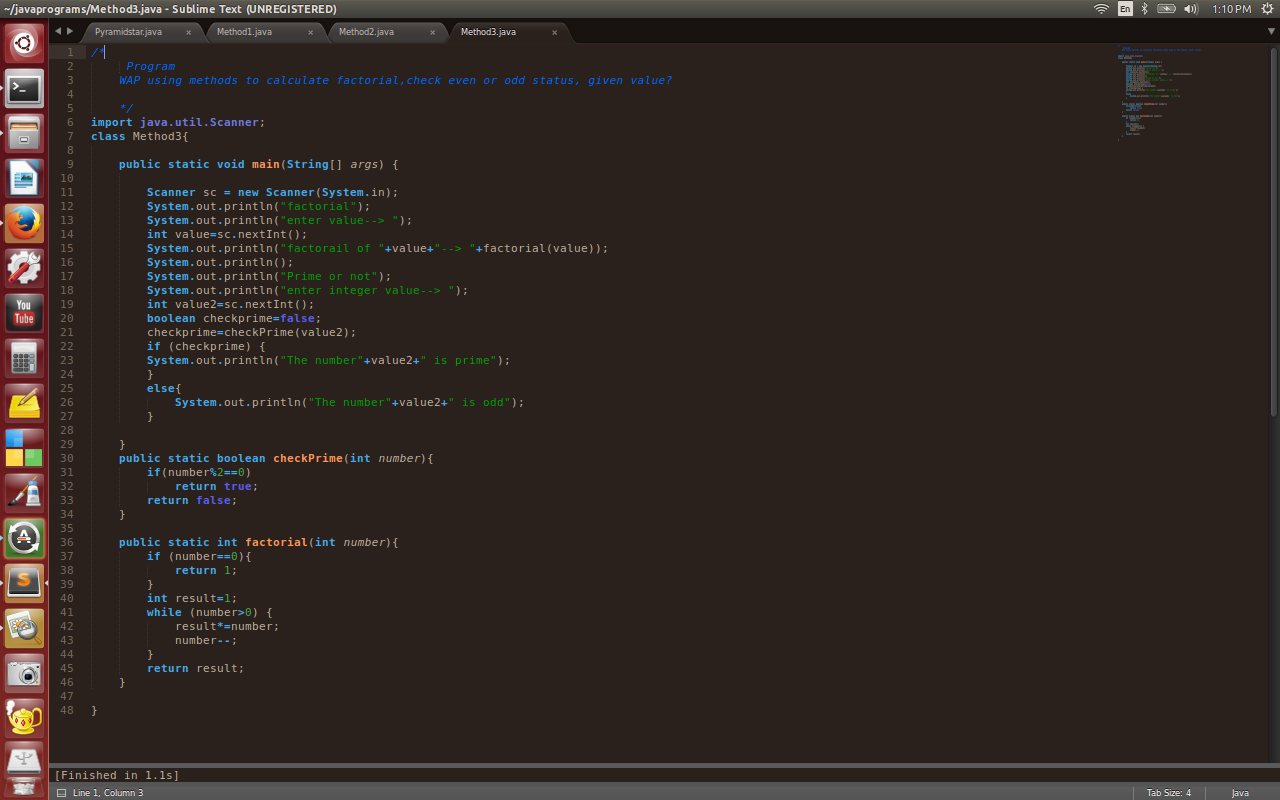 ~/javaprograms/Method3.java - Sublime Text (UNREGISTERED)
En
1:10 PM
Pyramidstar.java × Method1.java × Method2.java × Method3.java ×
1 /*
2 Program
3 WAP using methods to calculate factorial,check even or odd status, given value?
4
5 */
6 import java.util.Scanner;
7 class Method3{
8
9 public static void main(String[] args) {
10
11 Scanner sc = new Scanner(System.in);
12 System.out.println("factorial");
13 System.out.println("enter value--> ");
14 int value=sc.nextInt();
15 System.out.println("factorail of "+value+"--> "+factorial(value));
16 System.out.println();
17 System.out.println("Prime or not");
18 System.out.println("enter integer value--> ");
19 int value2=sc.nextInt();
20 boolean checkprime=false;
21 checkprime=checkPrime(value2);
22 if (checkprime) {
23 System.out.println("The number"+value2+" is prime");
24 }
25 else{
26 System.out.println("The number"+value2+" is odd");
27 }
28
29 }
30 public static boolean checkPrime(int number){
31 if(number%2==0)
32 return true;
33 return false;
34 }
35
36 public static int factorial(int number){
37 if (number==0){
38 return 1;
39 }
40 int result=1;
41 while (number>0) {
42 result*=number;
43 number--;
44 }
45 return result;
46 }
47
48 }
You
Tube
[Finished in 1.1s]
Line 1, Column 3
Tab Size: 4
Java